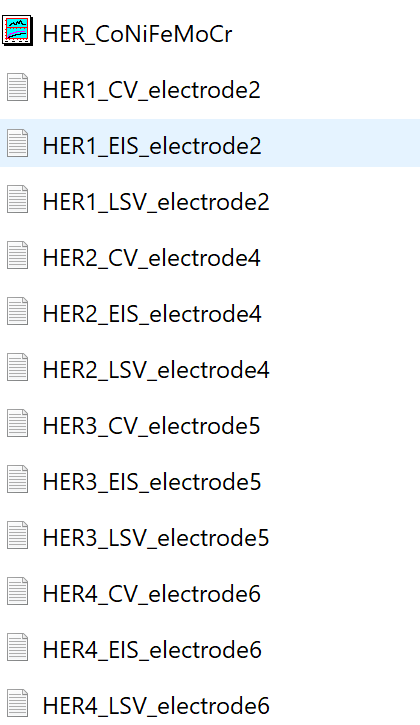 HER_CoNiFeMoCr
HER1_CV_electrode2
HER1_EIS_electrode2
HER1_LSV_electrode2
HER2_CV_electrode4
HER2_EIS_electrode4
HER2_LSV_electrode4
HER3_CV_electrode5
HER3_EIS_electrode5
HER3_LSV_electrode5
HER4_CV_electrode6
HER4_EIS_electrode6
HER4_LSV_electrode6